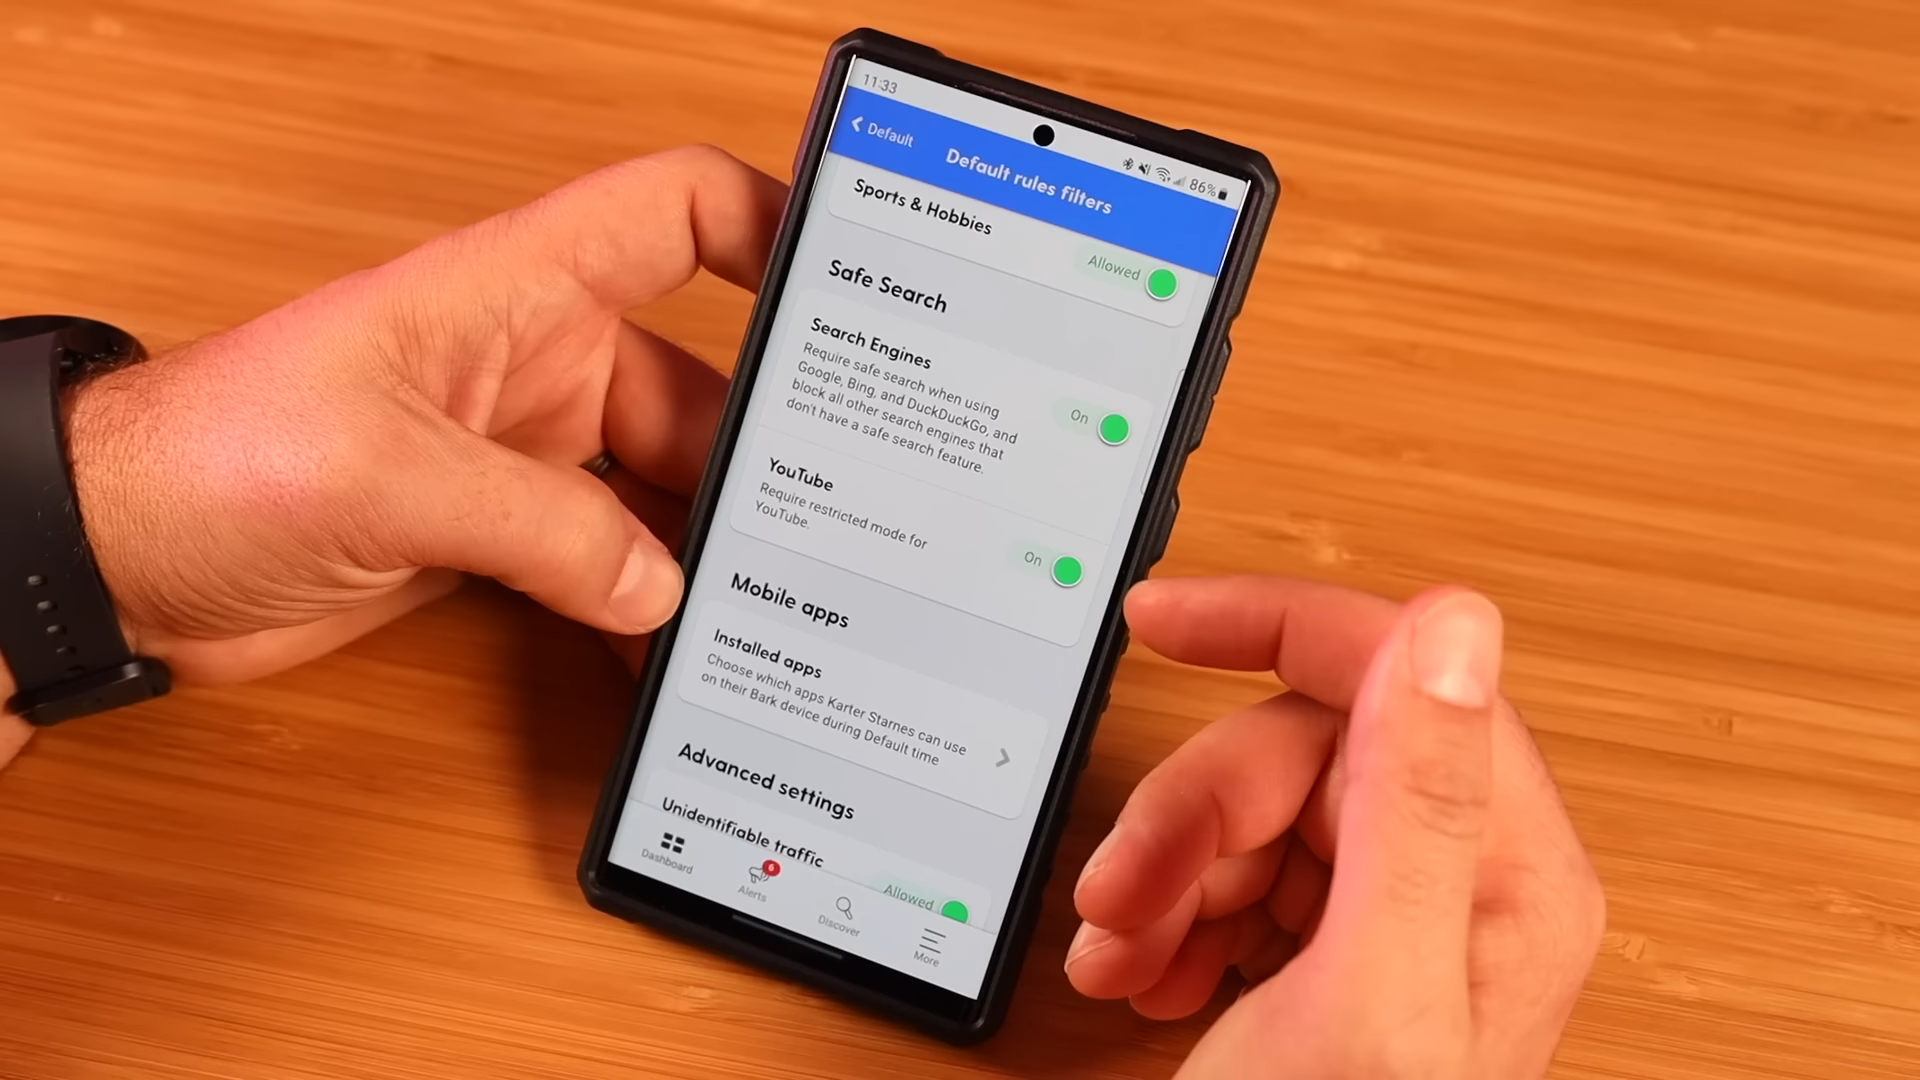 11:33
86%
Default
Default rules filters
Sports & Hobbies
Allowed
Safe Search
Search Engines
Require safe search when using
Google, Bing, and DuckDuckGo, and
block all other search engines that
don't have a safe search feature.
On
YouTube
Require restricted mode for
YouTube.
On
Mobile apps
Installed apps
Choose which apps Karter Starnes can use
on their Bark device during Default time
Advanced settings
Unidentifiable traffic
Allowed
Dashboard
6
Alerts
Discover
More